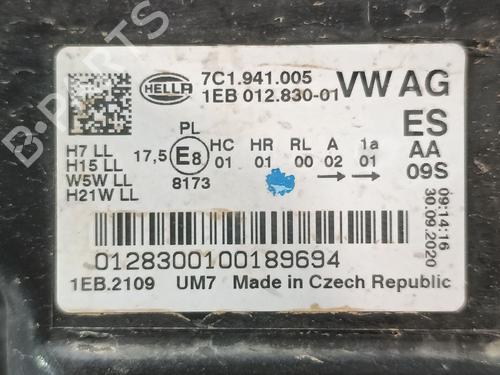 B-PARTS
HELLA
7C1.941.005
1EB 012.830-01
VW AG
ES
AA
09S
PL
HC HR RL A 1a
17,5 E8 01 01 00 02 01
8173
H7 LL
H15 LL
W5W LL
H21W LL
09:14:16
30.09.2020
0128300100189694
1EB.2109 UM7 Made in Czech Republic